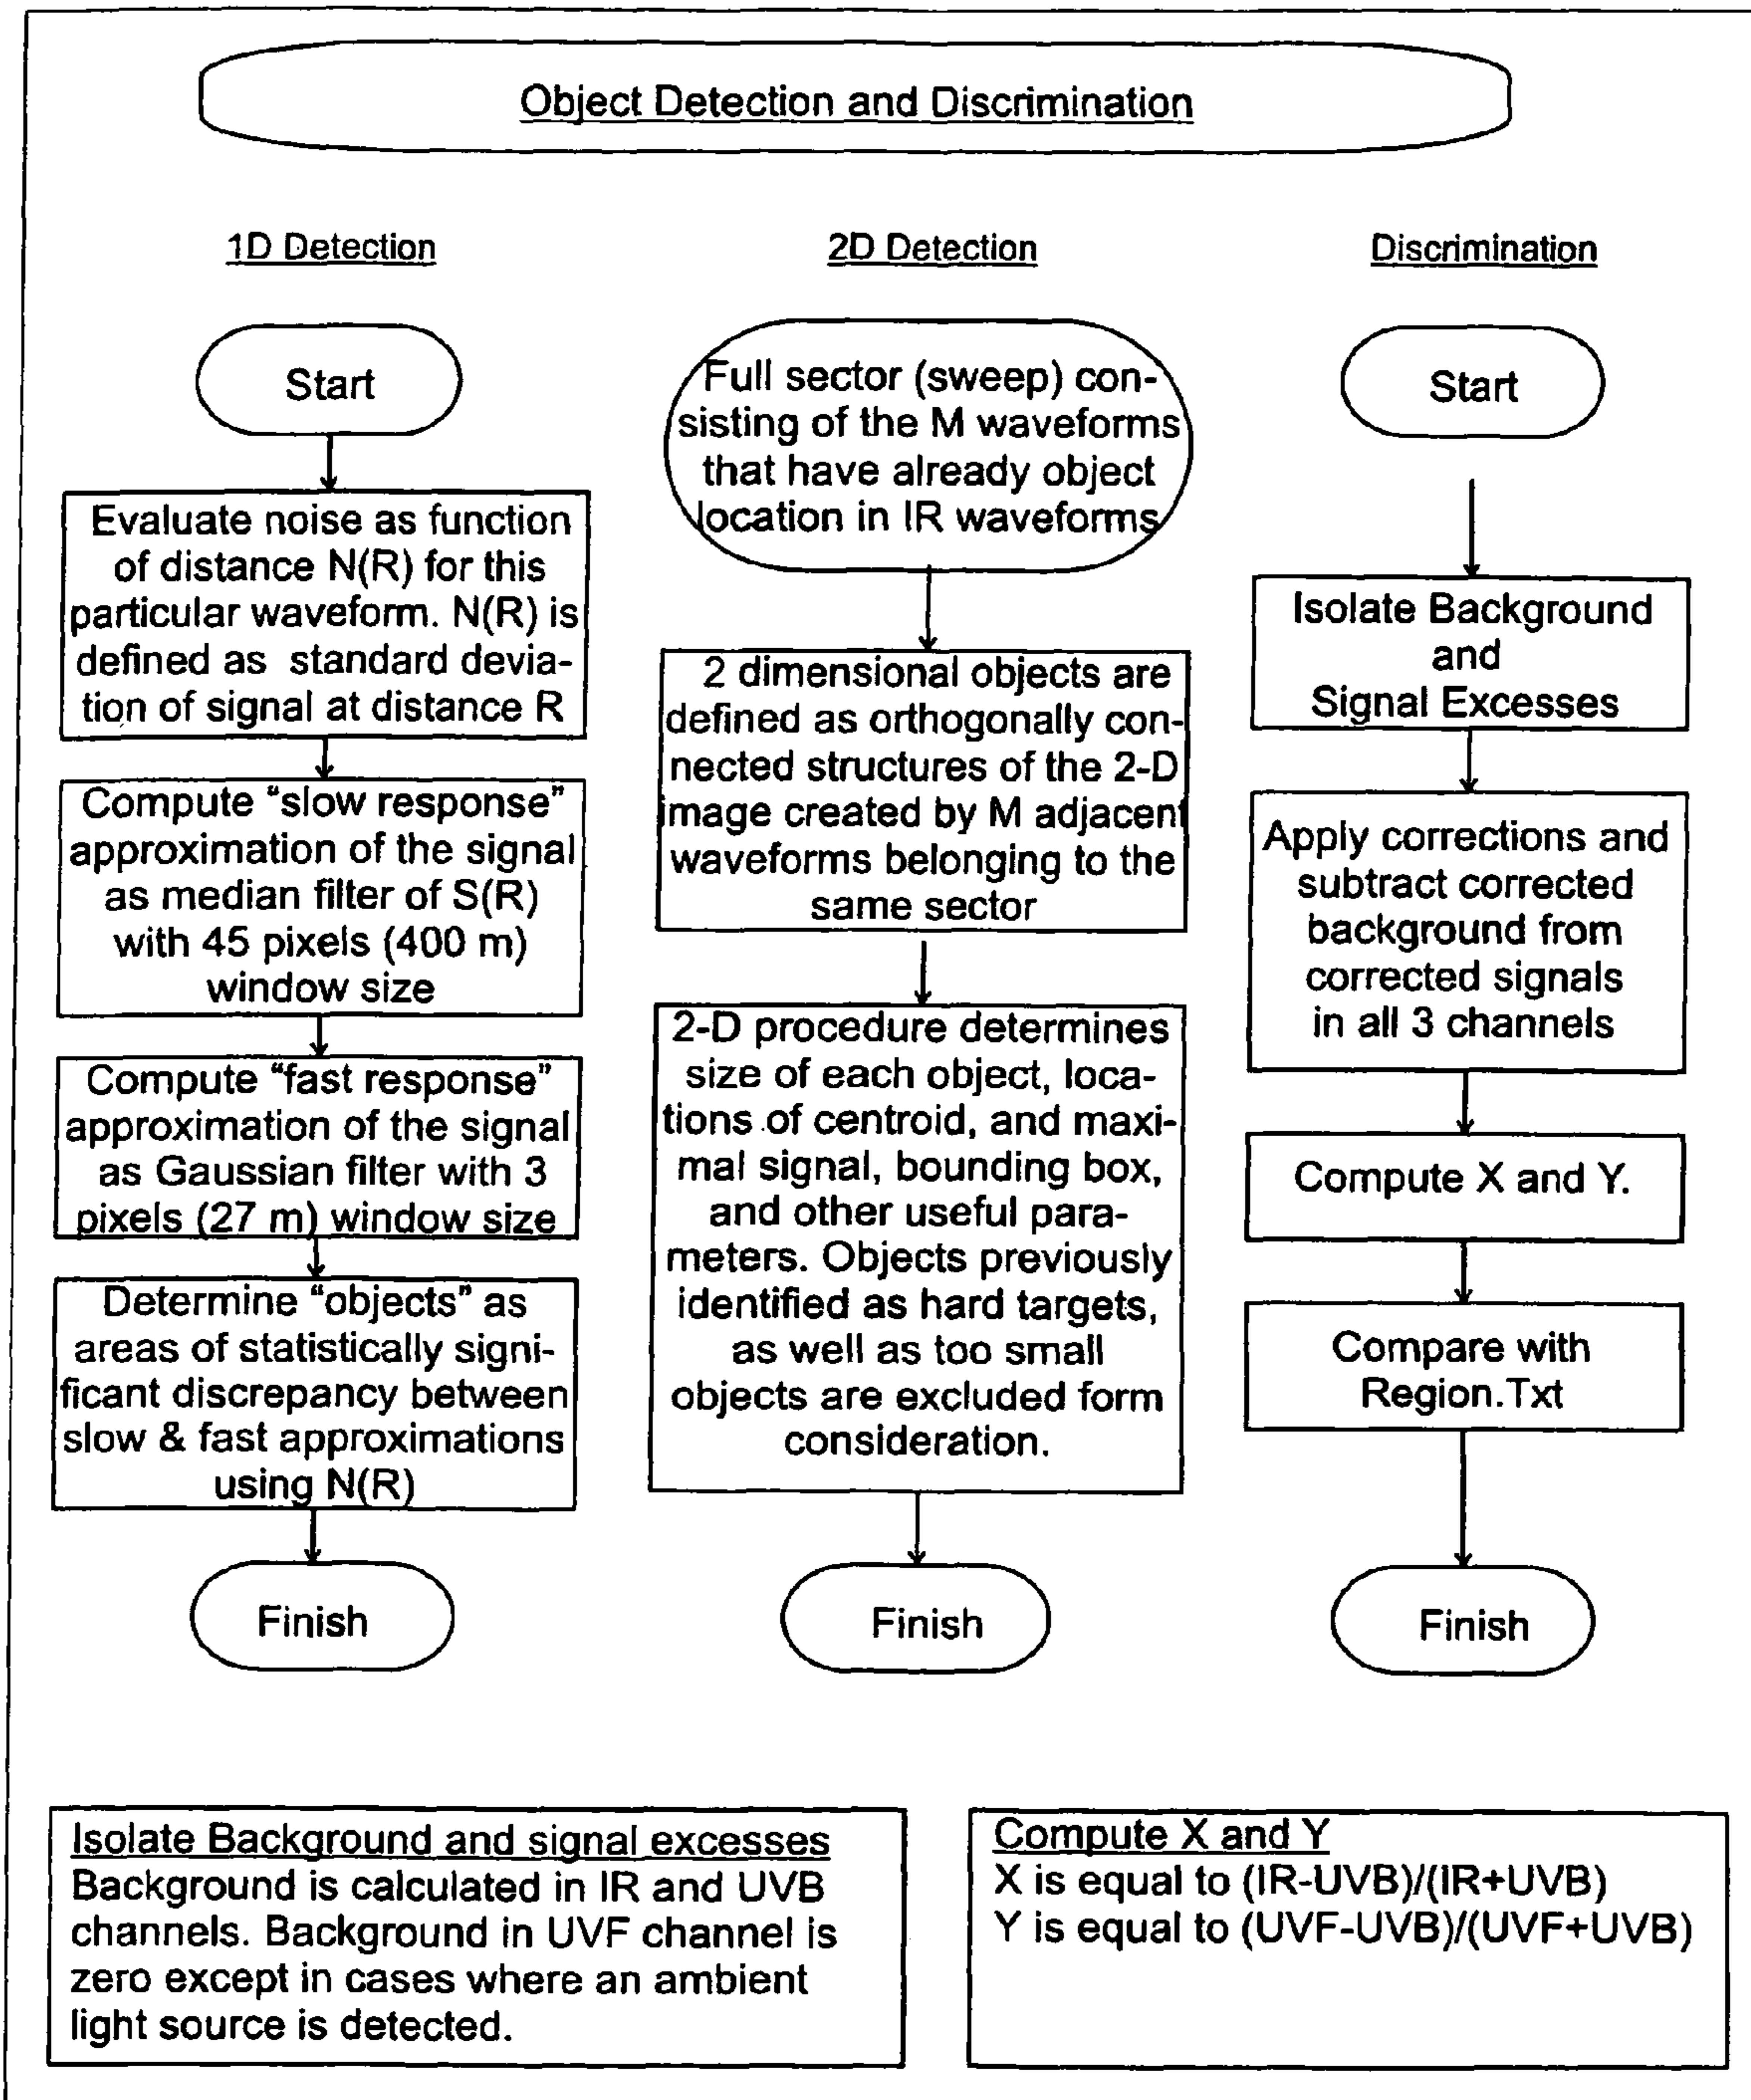 Object Detection and Discrimination
1D Detection
Start
Evaluate noise as function
of distance N(R) for this
particular waveform. N(R) is
defined as standard devia-
tion of signal at distance R
Compute “slow response”
approximation of the signal
as median filter of S(R)
with 45 pixels (400 m)
window size
Compute “fast response”
approximation of the signal
as Gaussian filter with 3
pixels (27 m) window size
Determine “objects” as
areas of statistically signi-
ficant discrepancy between
slow & fast approximations
using N(R)
Finish
2D Detection
Full sector (sweep) con-
sisting of the M waveforms
that have already object
location in IR waveforms
2 dimensional objects are
defined as orthogonally con-
nected structures of the 2-D
image created by M adjacent
waveforms belonging to the
same sector
2-D procedure determines
size of each object, loca-
tions of centroid, and maxi-
mal signal, bounding box,
and other useful para-
meters. Objects previously
identified as hard targets,
as well as too small
objects are excluded form
consideration.
Finish
Discrimination
Start
Isolate Background
and
Signal Excesses
Apply corrections and
subtract corrected
background from
corrected signals
in all 3 channels
Compute X and Y.
Compare with
Region.Txt
Finish
Isolate Background and signal excesses
Background is calculated in IR and UVB
channels. Background in UVF channel is
zero except in cases where an ambient
light source is detected.
Compute X and Y
X is equal to (IR-UVB)/(IR+UVB)
Y is equal to (UVF-UVB)/(UVF+UVB)